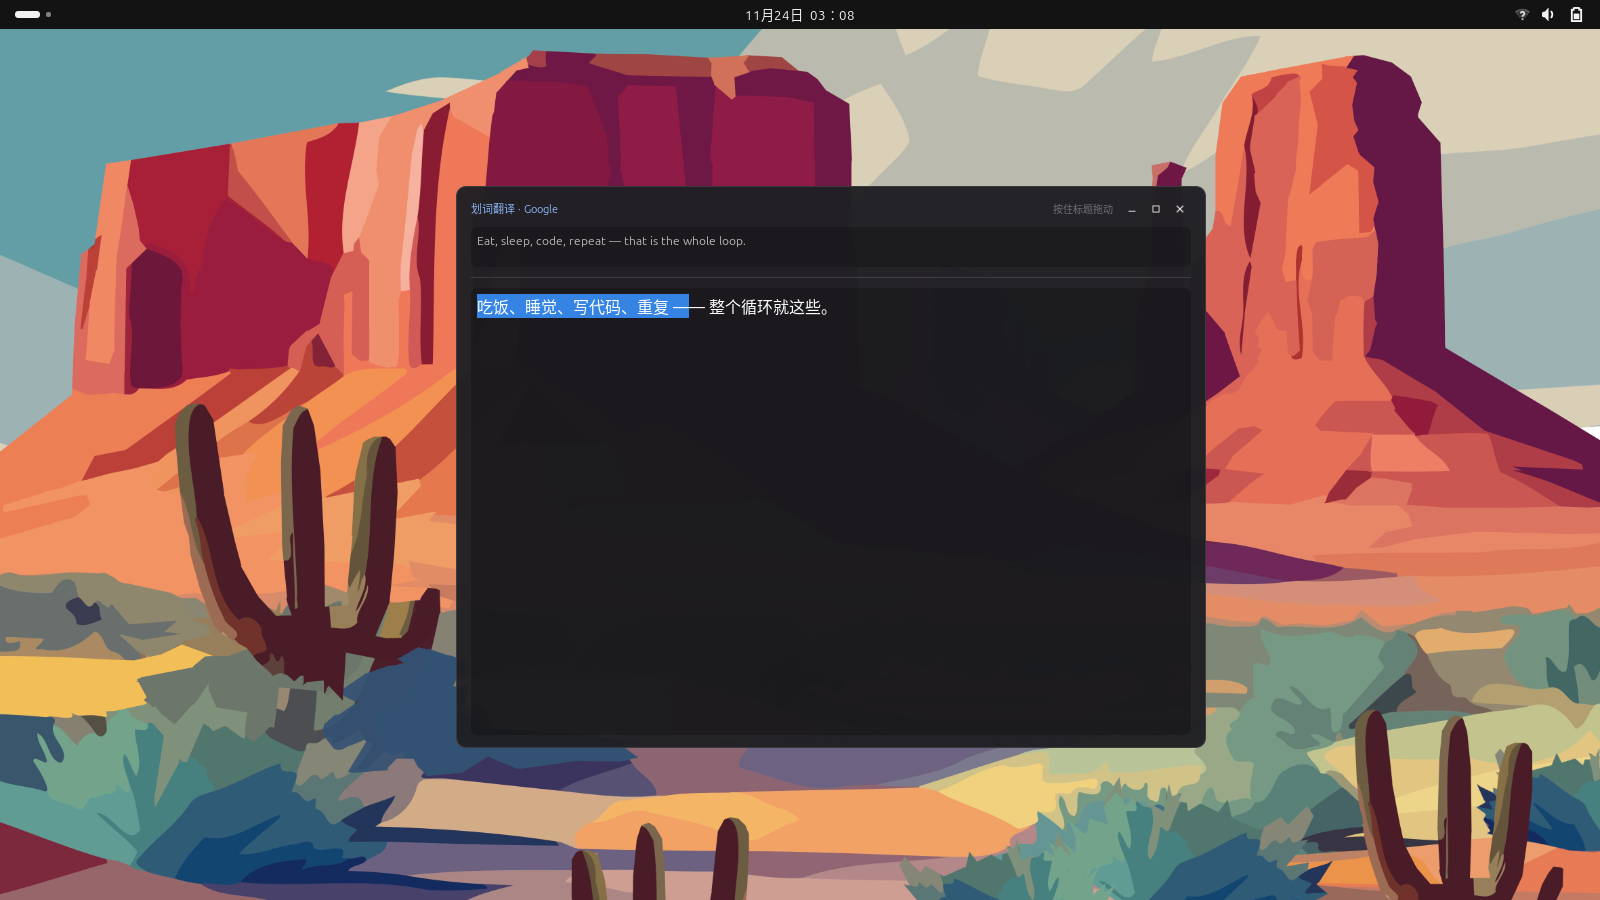 11月24日 03：08
划词翻译 · Google
按住标题拖动
Eat, sleep, code, repeat — that is the whole loop.
吃饭、睡觉、写代码、重复 —— 整个循环就这些。